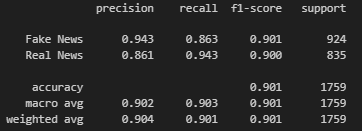 precision recall f1-score support
Fake News 0.943 0.863 0.901 924
Real News 0.861 0.943 0.900 835
accuracy 0.901 1759
macro avg 0.902 0.903 0.901 1759
weighted avg 0.904 0.901 0.901 1759